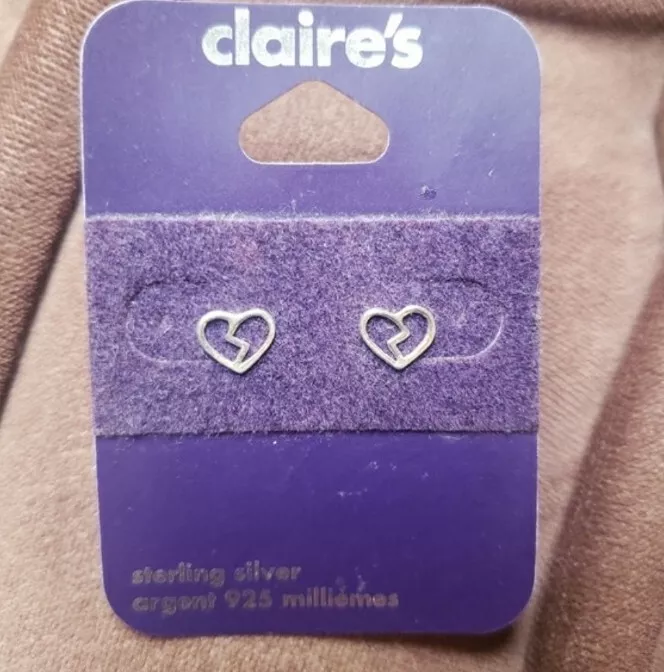 claire's
sterling silver
argent 925 millièmes